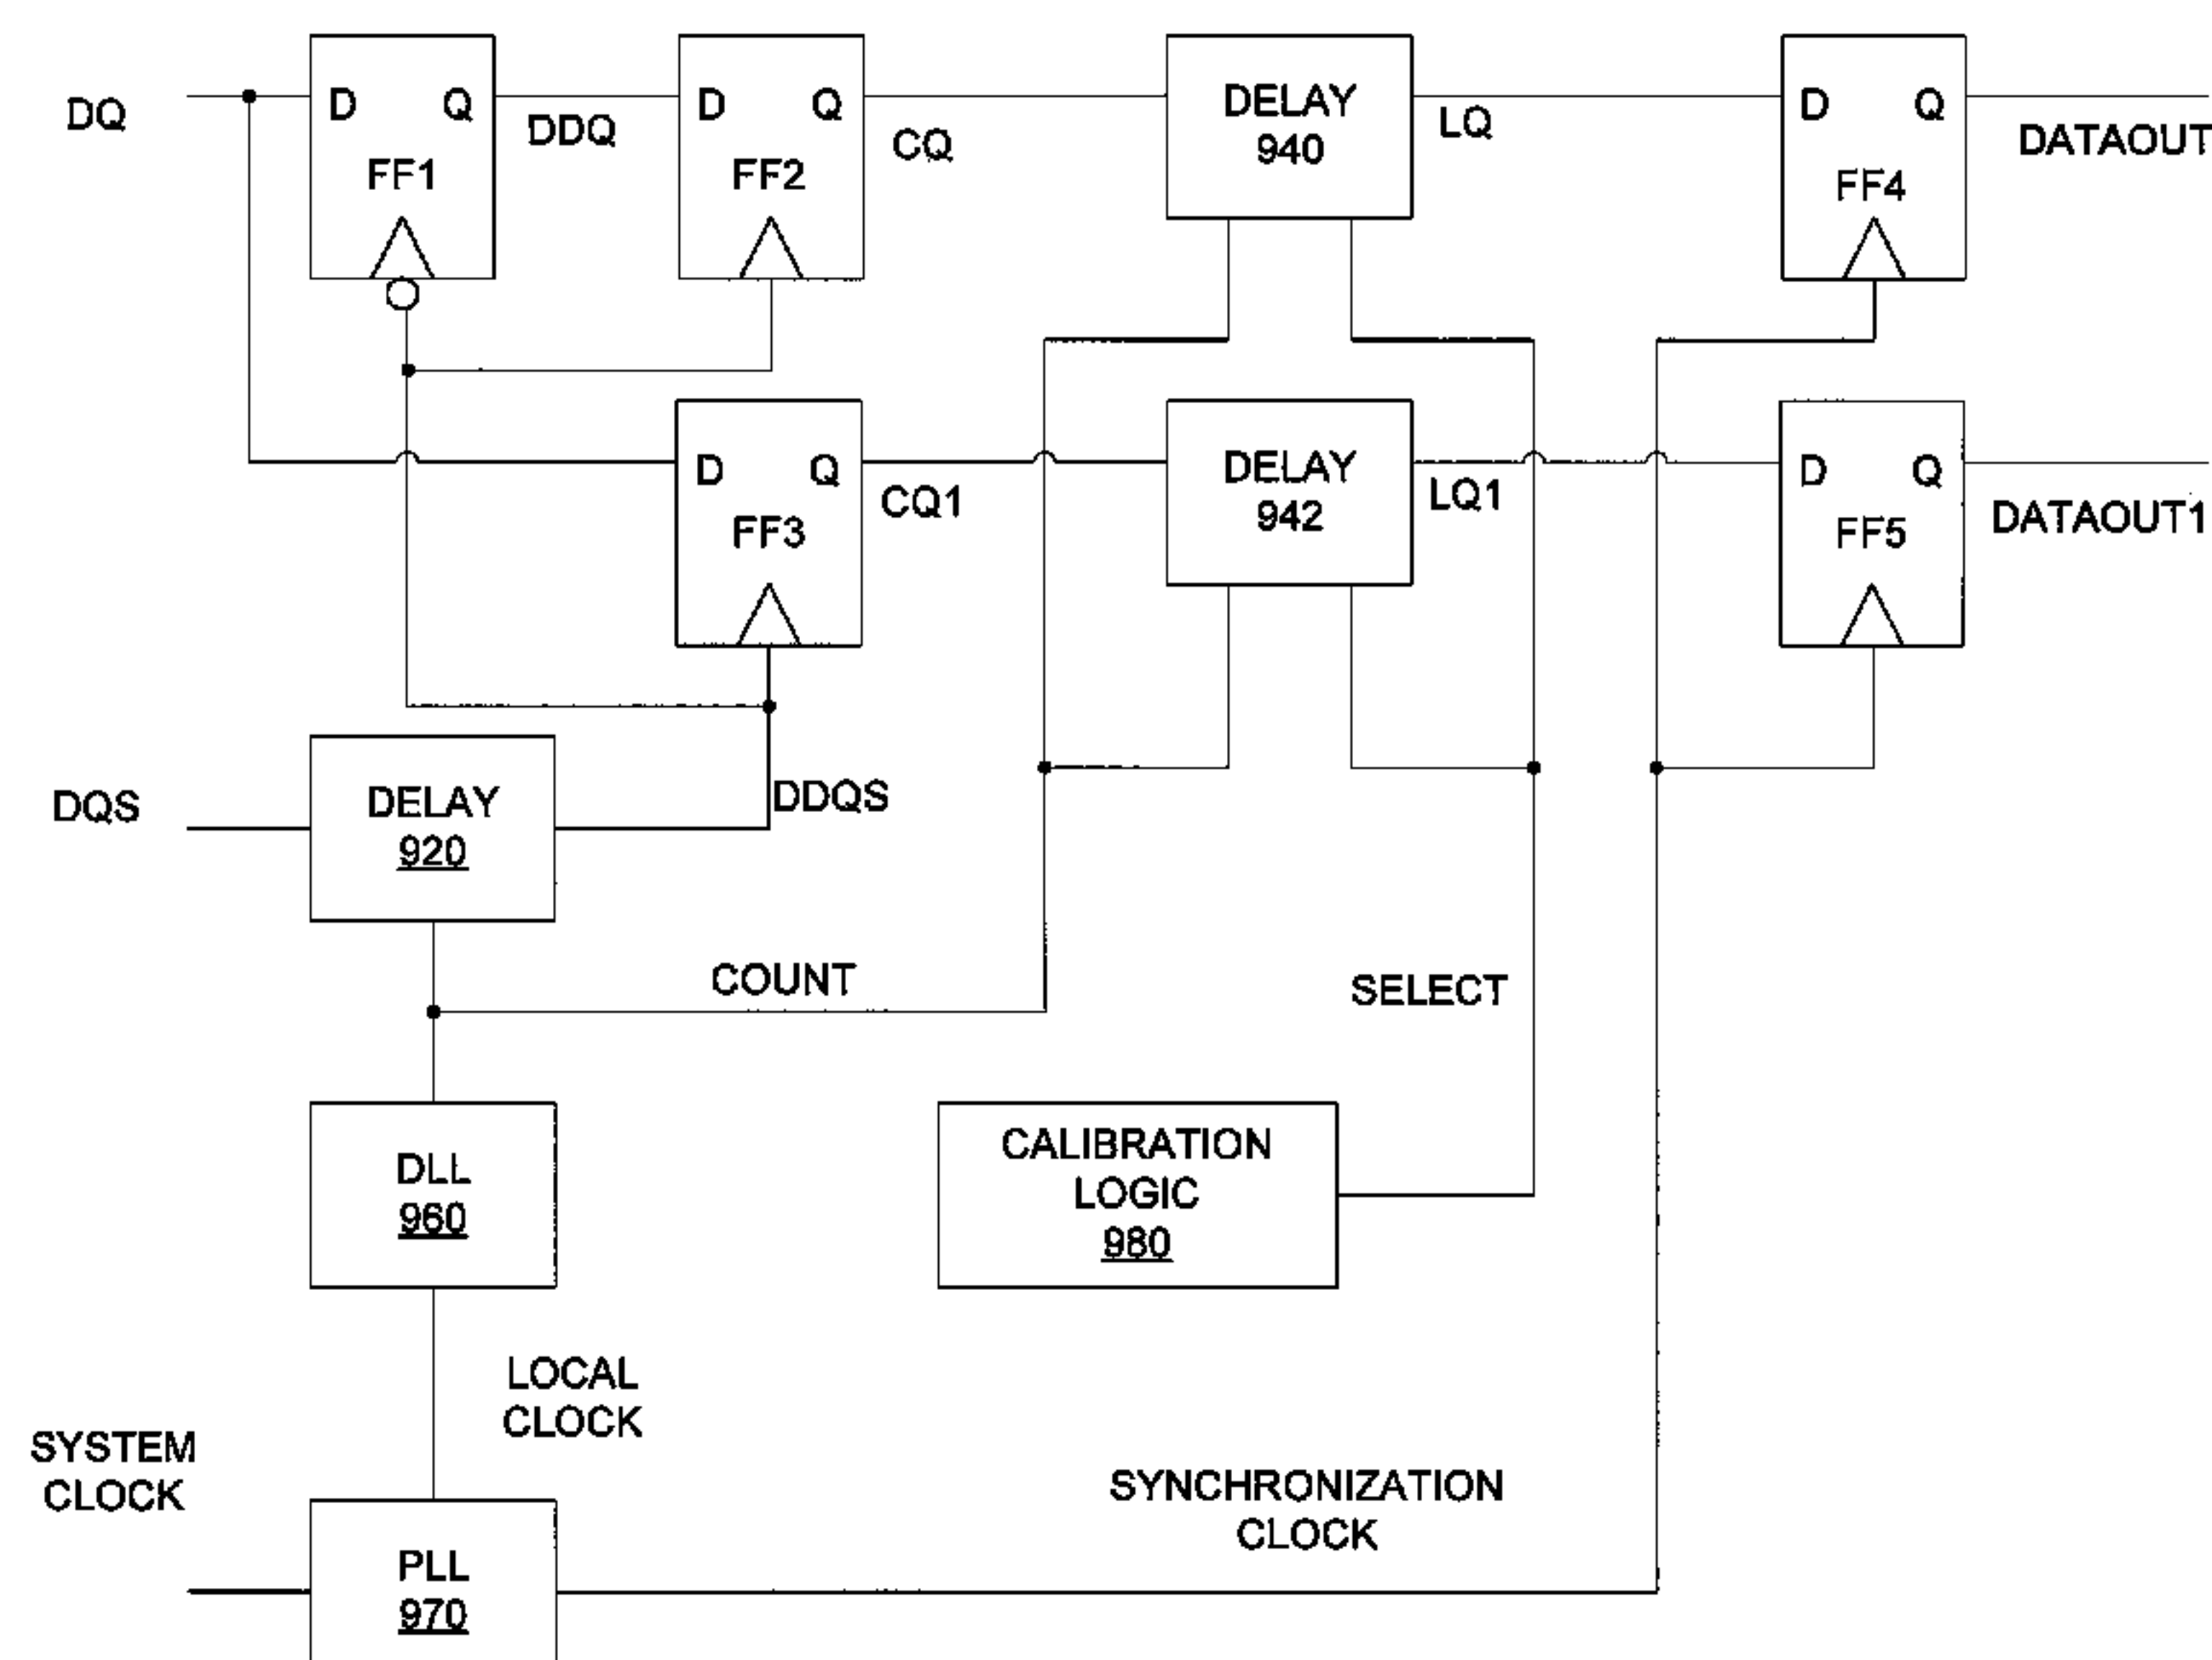 DQ
D Q
FF1
DDQ
D Q
FF2
CQ
DELAY
940
LQ
D Q
FF4
DATAOUT
D Q
FF3
CQ1
DELAY
942
LQ1
D Q
FF5
DATAOUT1
DQS
DELAY
920
DDQS
COUNT
SELECT
DLL
960
CALIBRATION
LOGIC
980
LOCAL
CLOCK
SYSTEM
CLOCK
SYNCHRONIZATION
CLOCK
PLL
970